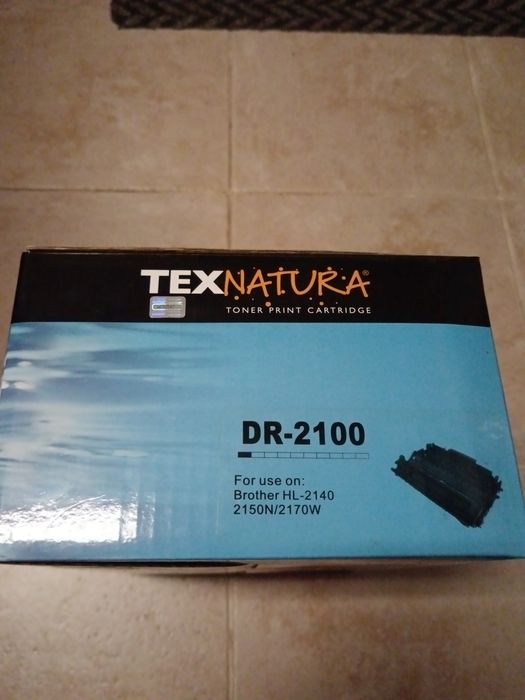 TEXNATURA®
TONER PRINT CARTRIDGE
DR-2100
For use on:
Brother HL-2140
2150N/2170W